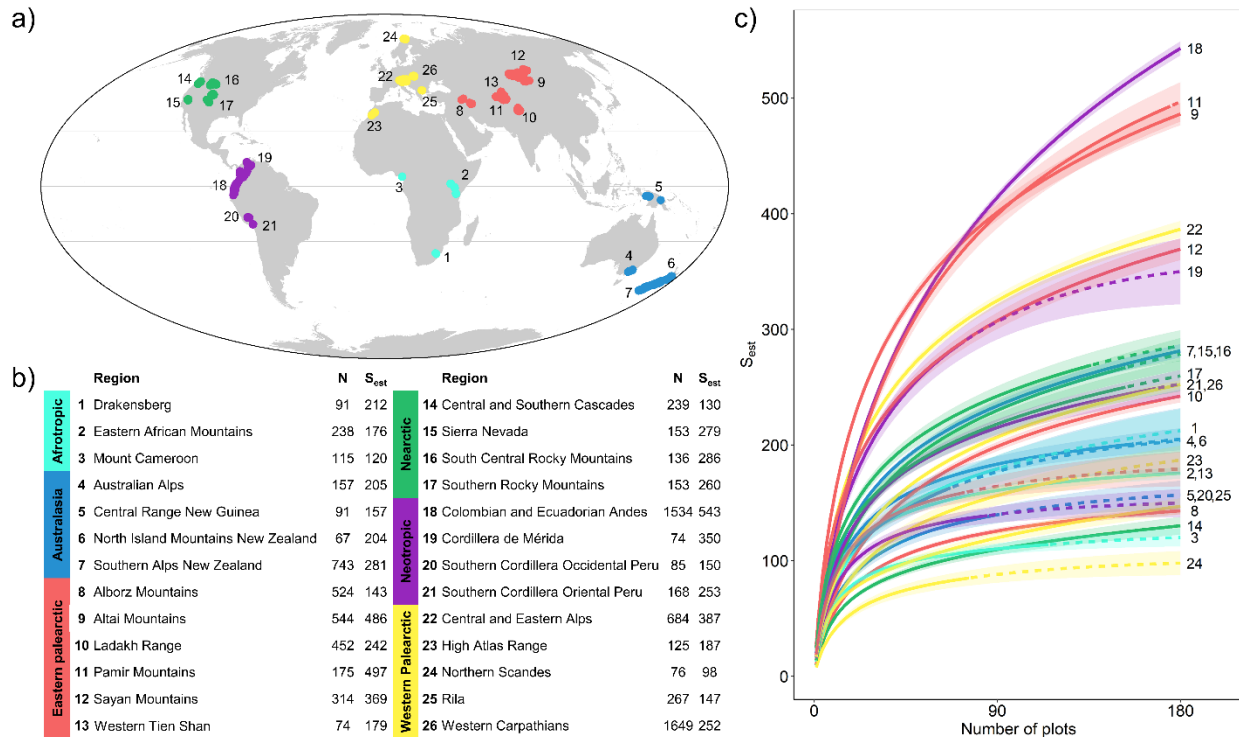 a)
24
12
14
16
22
26
13
9
15
17
25
8
11
10
23
19
2
18
3
5
20
21
4
6
1
7
b)
Region N Sest
Afrotropic
1 Drakensberg 91 212
2 Eastern African Mountains 238 176
3 Mount Cameroon 115 120
Australasia
4 Australian Alps 157 205
5 Central Range New Guinea 91 157
6 North Island Mountains New Zealand 67 204
7 Southern Alps New Zealand 743 281
Eastern palearctic
8 Alborz Mountains 524 143
9 Altai Mountains 544 486
10 Ladakh Range 452 242
11 Pamir Mountains 175 497
12 Sayan Mountains 314 369
13 Western Tien Shan 74 179
Region N Sest
Nearctic
14 Central and Southern Cascades 239 130
15 Sierra Nevada 153 279
16 South Central Rocky Mountains 136 286
17 Southern Rocky Mountains 153 260
Neotropic
18 Colombian and Ecuadorian Andes 1534 543
19 Cordillera de Mérida 74 350
20 Southern Cordillera Occidental Peru 85 150
21 Southern Cordillera Oriental Peru 168 253
Western Palearctic
22 Central and Eastern Alps 684 387
23 High Atlas Range 125 187
24 Northern Scandes 76 98
25 Rila 267 147
26 Western Carpathians 1649 252
c)
Sest
500
400
300
200
100
0
0
90
180
Number of plots
18
11
9
22
12
19
7,15,16
17
21,26
10
1
4,6
23
2,13
5,20,25
8
14
3
24